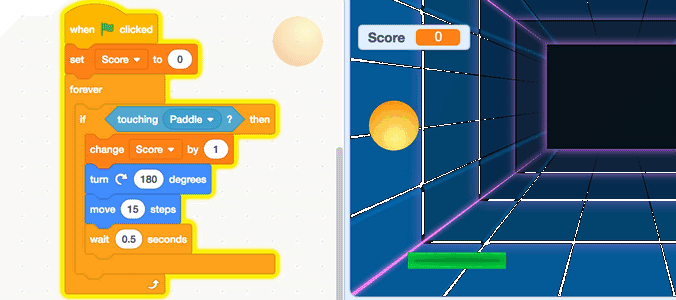 when clicked
set Score to 0
forever
if touching Paddle ? then
change Score by 1
turn 180 degrees
move 15 steps
wait 0.5 seconds
Score 0